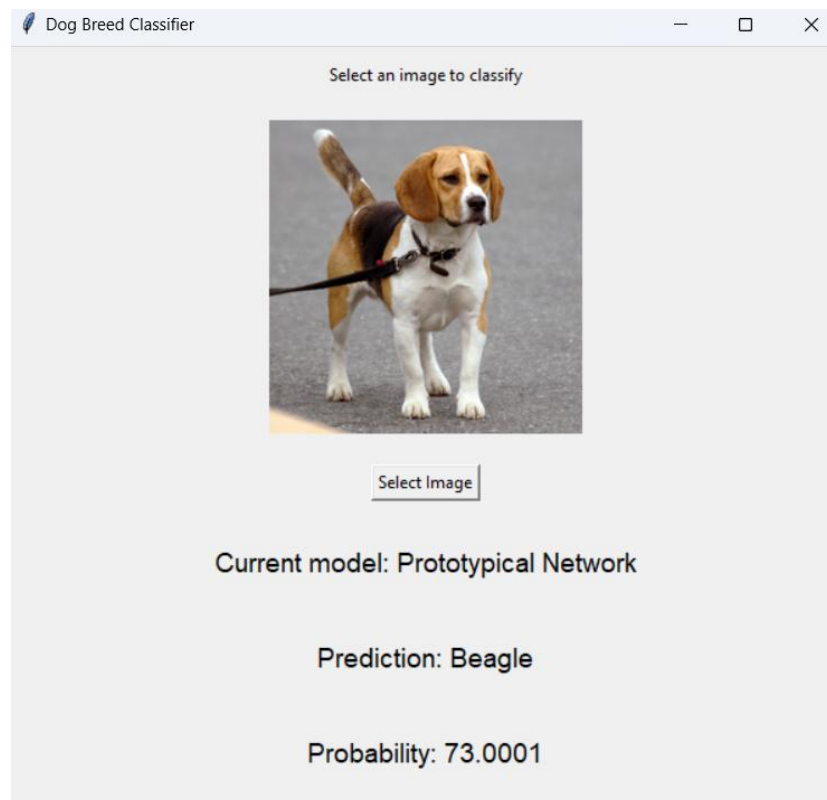 Dog Breed Classifier
Select an image to classify
Select Image
Current model: Prototypical Network
Prediction: Beagle
Probability: 73.0001